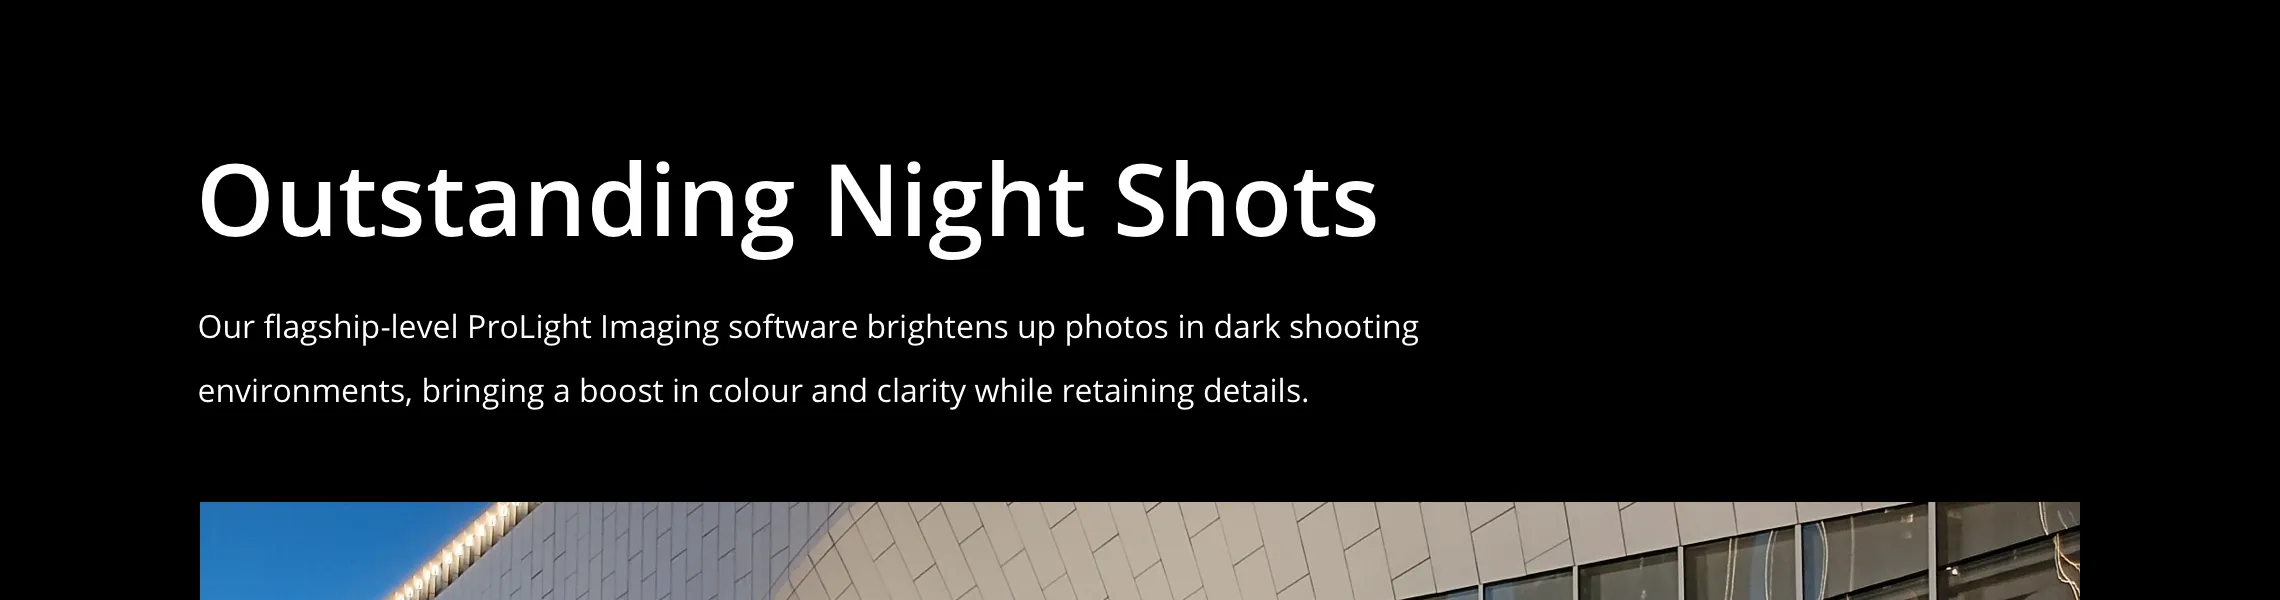 Outstanding Night Shots
Our flagship-level ProLight Imaging software brightens up photos in dark shooting
environments, bringing a boost in colour and clarity while retaining details.